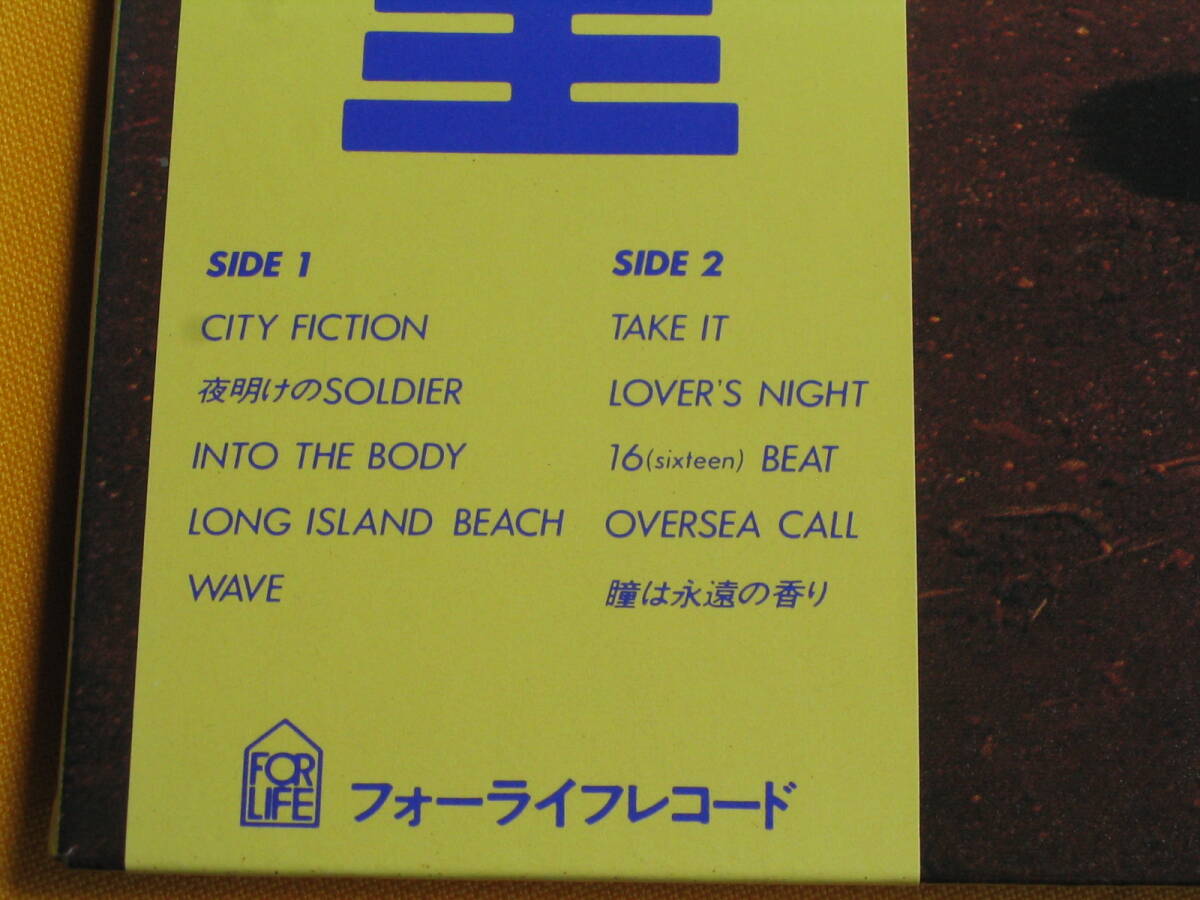 SIDE 1
CITY FICTION
夜明けのSOLDIER
INTO THE BODY
LONG ISLAND BEACH
WAVE
SIDE 2
TAKE IT
LOVER'S NIGHT
16(sixteen) BEAT
OVERSEA CALL
瞳は永遠の香り
FOR
LIFE
フォーライフレコード